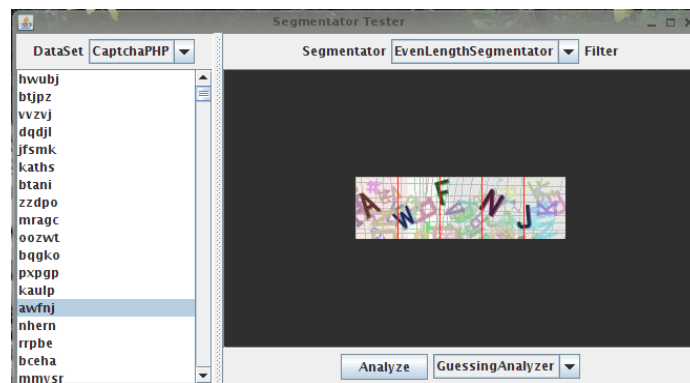 Segmentator Tester
DataSet CaptchaPHP Segmentator EvenLengthSegmentator Filter
hwubj
btjpz
vvzvj
dqdjl
jfsmk
kaths
btani
zzdpo
mragc
oozwt
bqgko
pxpgp
kaulp
awfnj
nhern
rrpbe
bceha
mmysr
A W F N J
Analyze GuessingAnalyzer